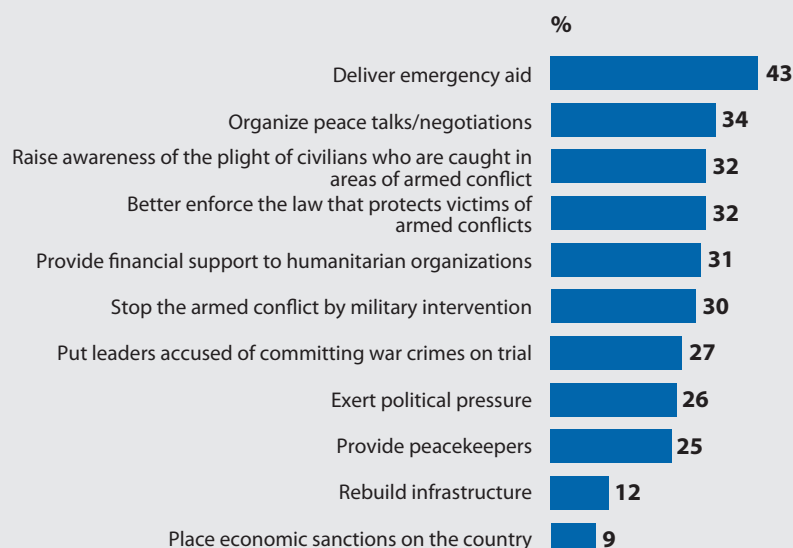 %
Deliver emergency aid 43
Organize peace talks/negotiations 34
Raise awareness of the plight of civilians who are caught in
areas of armed conflict 32
Better enforce the law that protects victims of
armed conflicts 32
Provide financial support to humanitarian organizations 31
Stop the armed conflict by military intervention 30
Put leaders accused of committing war crimes on trial 27
Exert political pressure 26
Provide peacekeepers 25
Rebuild infrastructure 12
Place economic sanctions on the country 9